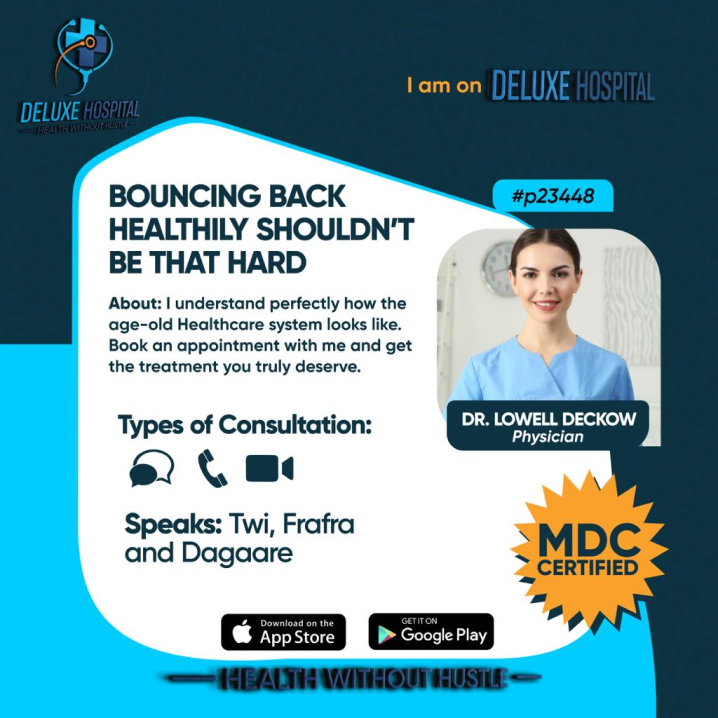 DELUXE HOSPITAL
HEALTH WITHOUT HUSTLE
I am on DELUXE HOSPITAL
#p23448
BOUNCING BACK
HEALTHILY SHOULDN'T
BE THAT HARD
About: I understand perfectly how the
age-old Healthcare system looks like.
Book an appointment with me and get
the treatment you truly deserve.
DR. LOWELL DECKOW
Physician
Types of Consultation:
Speaks: Twi, Frafra
and Dagaare
MDC
CERTIFIED
Download on the
App Store
GET IT ON
Google Play
HEALTH WITHOUT HUSTLE